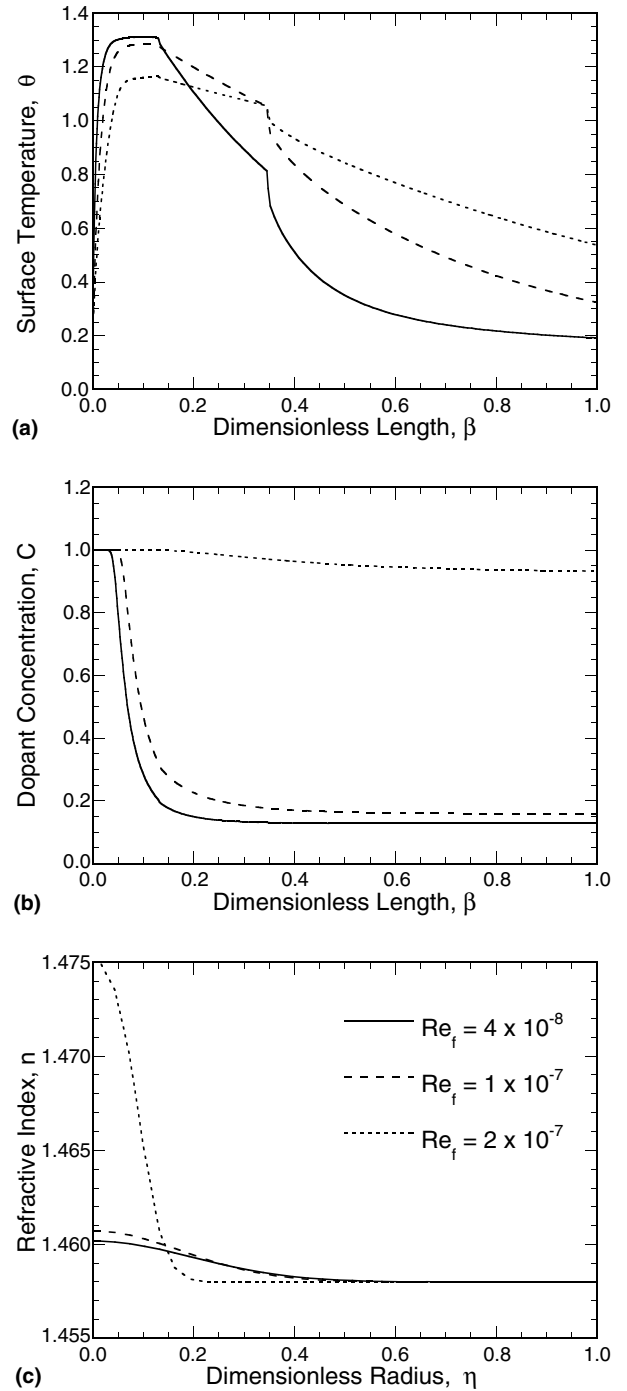 1.4
1.2
1.0
0.8
0.6
0.4
0.2
0.0
Surface Temperature, θ
0.0 0.2 0.4 0.6 0.8 1.0
(a) Dimensionless Length, β
1.2
1.0
0.8
0.6
0.4
0.2
0.0
Dopant Concentration, C
0.0 0.2 0.4 0.6 0.8 1.0
(b) Dimensionless Length, β
1.475
1.470
1.465
1.460
1.455
Refractive Index, n
Re_f = 4 x 10^-8
Re_f = 1 x 10^-7
Re_f = 2 x 10^-7
0.0 0.2 0.4 0.6 0.8 1.0
(c) Dimensionless Radius, η